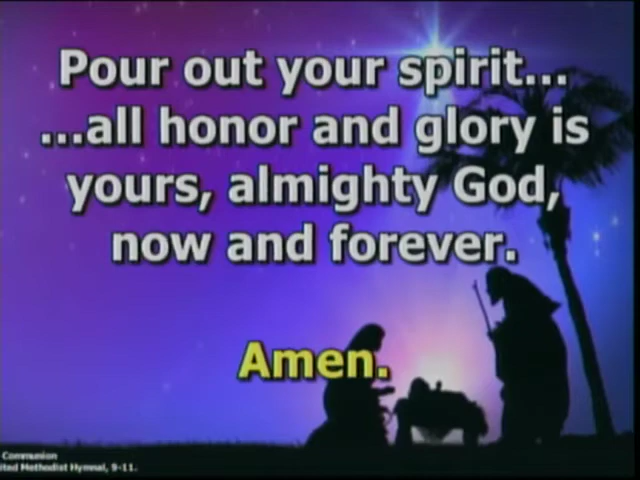 Pour out your spirit...
...all honor and glory is
yours, almighty God,
now and forever.
Amen.
Communion
ited Methodist Hymnal, 9-11.